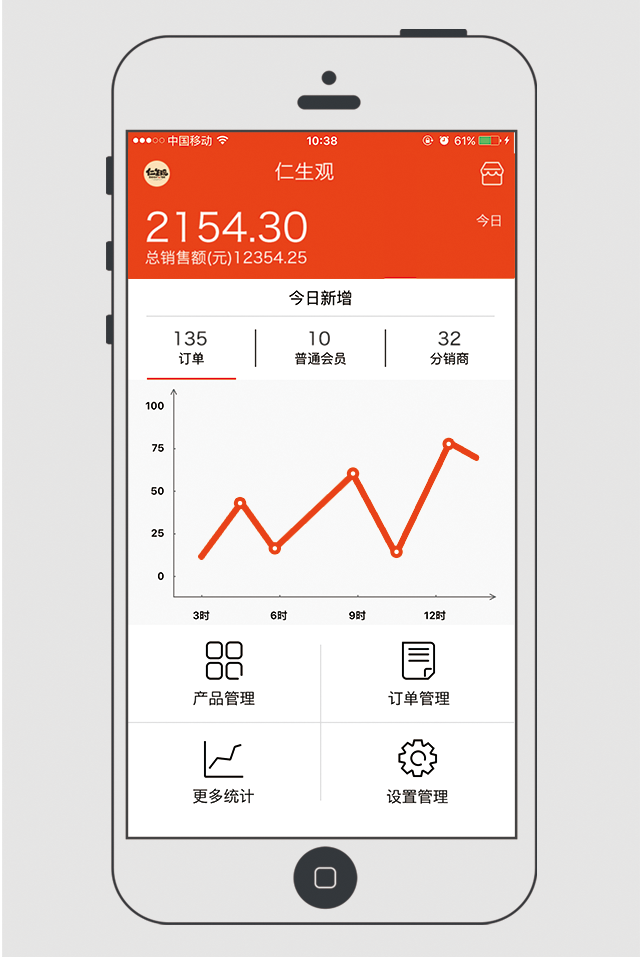 中国移动 10:38 61%
仁生观
仁生观
2154.30 今日
总销售额(元)12354.25
今日新增
135 10 32
订单 普通会员 分销商
100
75
50
25
0
3时 6时 9时 12时
产品管理 订单管理
更多统计 设置管理